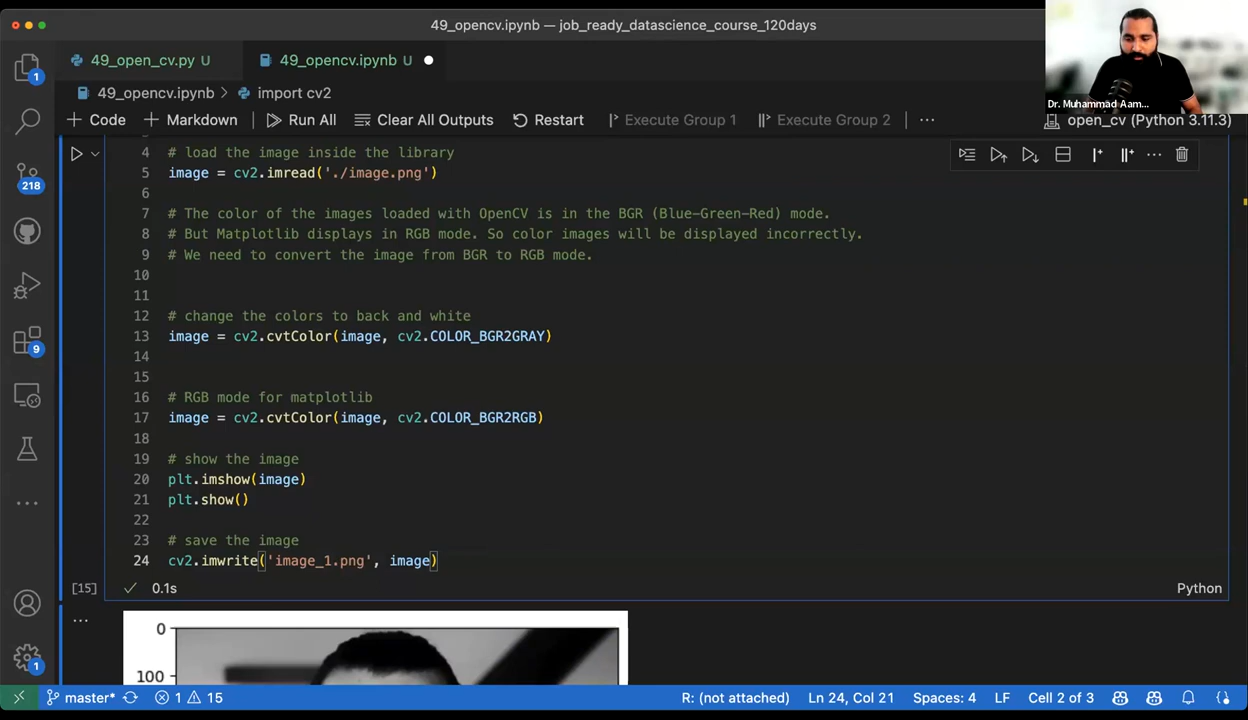 49_opencv.ipynb — job_ready_datascience_course_120days
49_open_cv.py U
49_opencv.ipynb U
49_opencv.ipynb > import cv2
Dr. Muhammad Aam...
+ Code + Markdown Run All Clear All Outputs Restart Execute Group 1 Execute Group 2 ...
open_cv (Python 3.11.3)
4 # load the image inside the library
5 image = cv2.imread('./image.png')
6
7 # The color of the images loaded with OpenCV is in the BGR (Blue-Green-Red) mode.
8 # But Matplotlib displays in RGB mode. So color images will be displayed incorrectly.
9 # We need to convert the image from BGR to RGB mode.
10
11
12 # change the colors to back and white
13 image = cv2.cvtColor(image, cv2.COLOR_BGR2GRAY)
14
15
16 # RGB mode for matplotlib
17 image = cv2.cvtColor(image, cv2.COLOR_BGR2RGB)
18
19 # show the image
20 plt.imshow(image)
21 plt.show()
22
23 # save the image
24 cv2.imwrite('image_1.png', image)
[15] 0.1s Python
0
100
1
218
9
1
master* 1 15 R: (not attached) Ln 24, Col 21 Spaces: 4 LF Cell 2 of 3